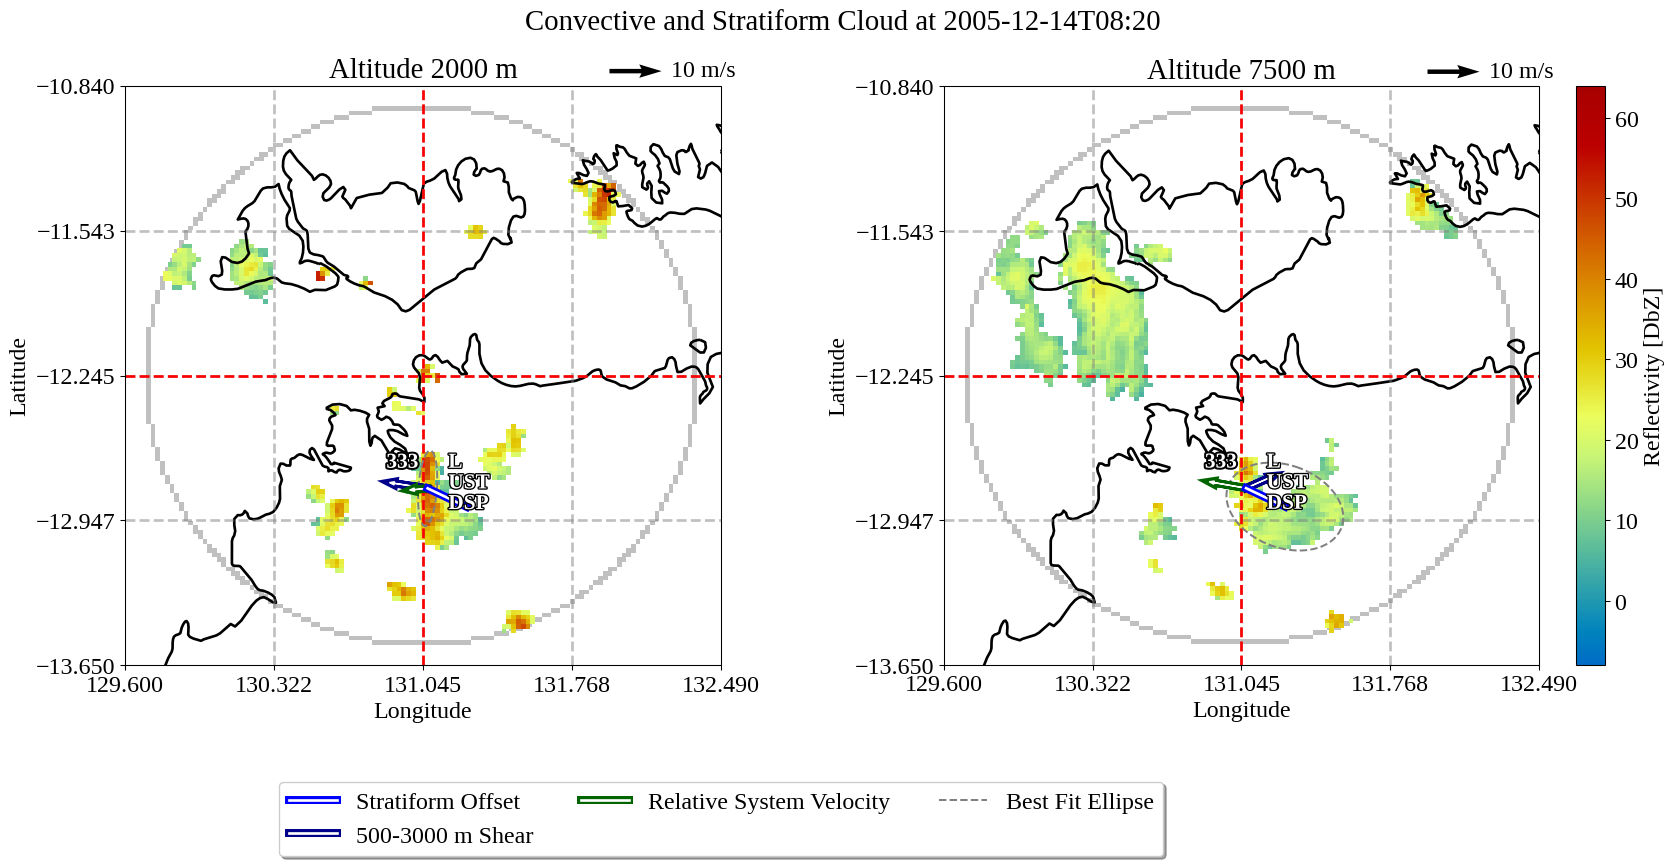 Convective and Stratiform Cloud at 2005-12-14T08:20
Altitude 2000 m
10 m/s
−10.840
−11.543
−12.245
−12.947
−13.650
Latitude
129.600
130.322
131.045
131.768
132.490
Longitude
333
L
UST
DSP
Altitude 7500 m
10 m/s
−10.840
−11.543
−12.245
−12.947
−13.650
Latitude
129.600
130.322
131.045
131.768
132.490
Longitude
333
L
UST
DSP
60
50
40
30
20
10
0
Reflectivity [DbZ]
Stratiform Offset
500-3000 m Shear
Relative System Velocity
Best Fit Ellipse